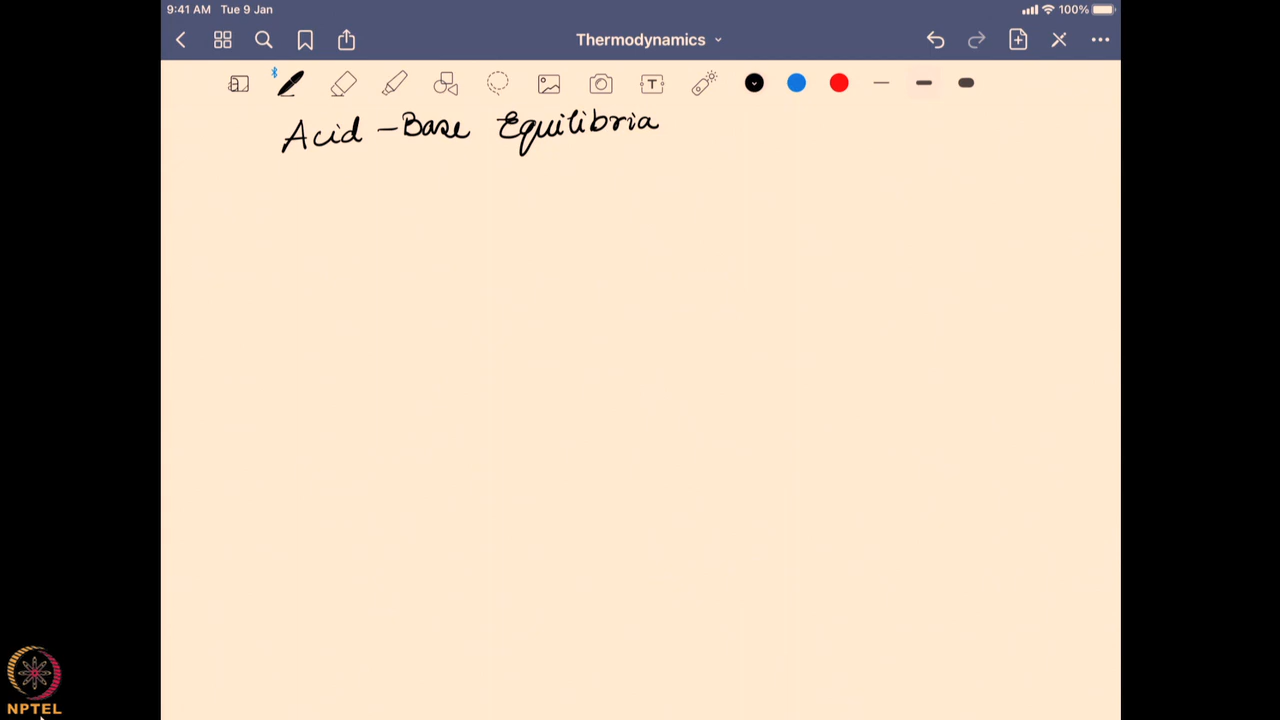 9:41 AM Tue 9 Jan 100%
Thermodynamics
T
Acid - Base Equilibria
NPTEL